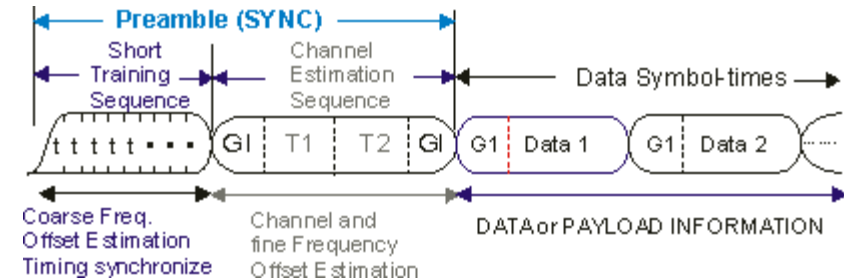 Preamble (SYNC)
Short
Training
Sequence
Channel
Estimation
Sequence
Data Symbol-times
t t t t t ▪ ▪ ▪
GI
T1
T2
GI
G1
Data 1
G1
Data 2
......
Coarse Freq.
Offset Estimation
Timing synchronize
Channel and
fine Frequency
Offset Estimation
DATA or PAYLOAD INFORMATION